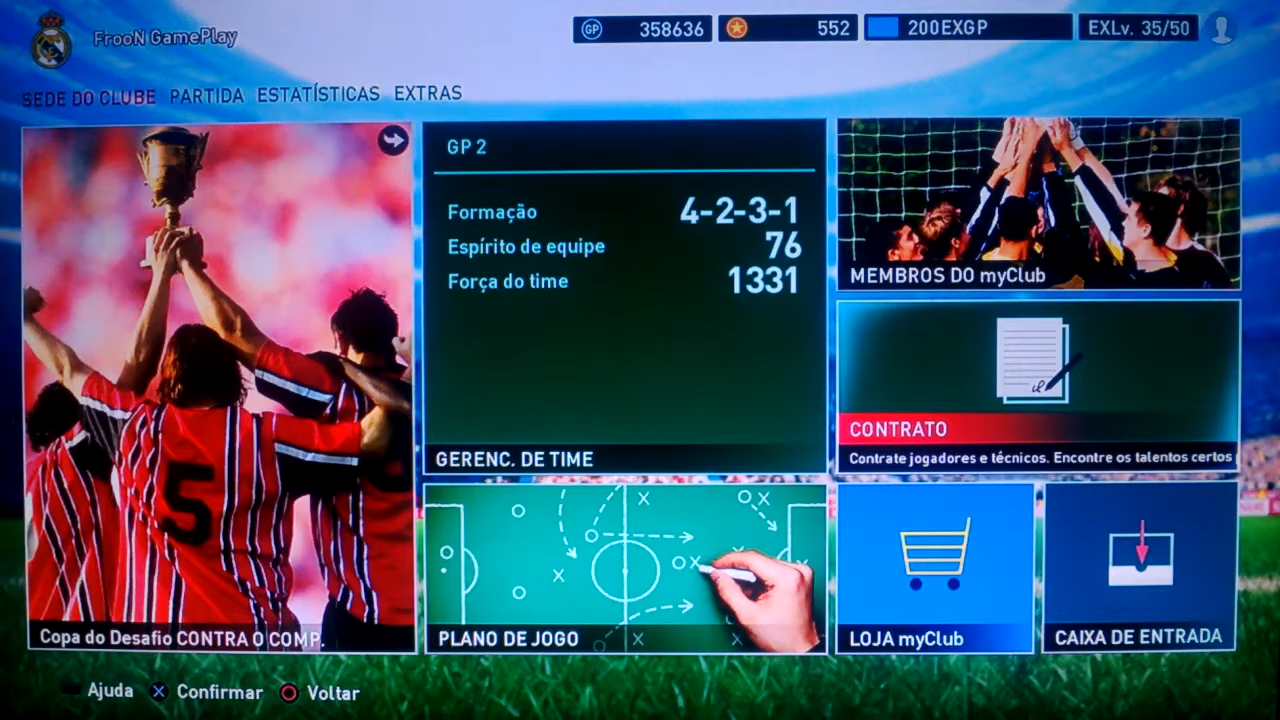 FrooN GamePlay
GP 358636
552
200EXGP
EXLv. 35/50
SEDE DO CLUBE PARTIDA ESTATÍSTICAS EXTRAS
GP 2
Formação 4-2-3-1
Espírito de equipe 76
Força do time 1331
GERENC. DE TIME
MEMBROS DO myClub
CONTRATO
Contrate jogadores e técnicos. Encontre os talentos certos
5
Copa do Desafio CONTRA O COMP.
PLANO DE JOGO
LOJA myClub
CAIXA DE ENTRADA
Ajuda Confirmar Voltar